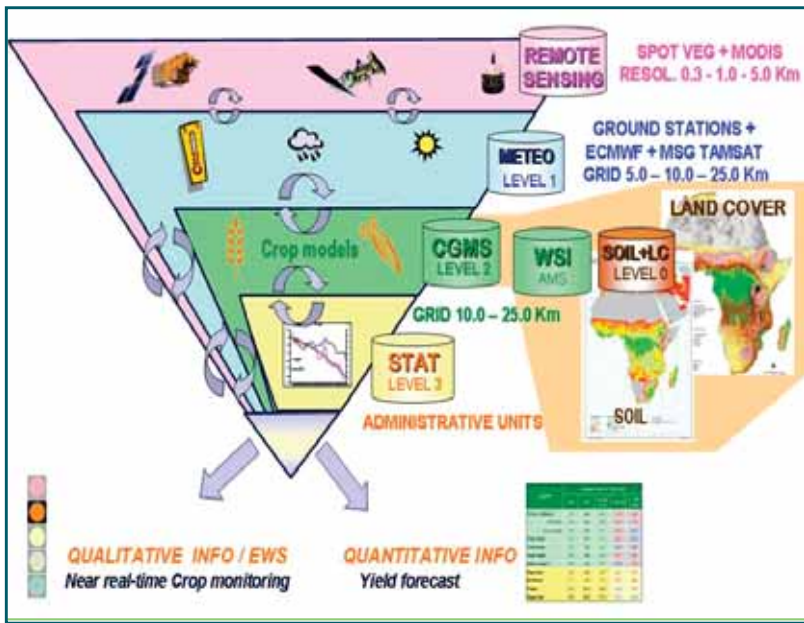 REMOTE
SENSING
SPOT VEG + MODIS
RESOL. 0.3 - 1.0 - 5.0 Km
METEO
LEVEL 1
GROUND STATIONS +
ECMWF + MSG TAMSAT
GRID 5.0 – 10.0 – 25.0 Km
LAND COVER
Crop models
CGMS
LEVEL 2
WSI
AMS
SOIL+LC
LEVEL 0
GRID 10.0 – 25.0 Km
STAT
LEVEL 3
SOIL
ADMINISTRATIVE UNITS
QUALITATIVE INFO / EWS
Near real-time Crop monitoring
QUANTITATIVE INFO
Yield forecast